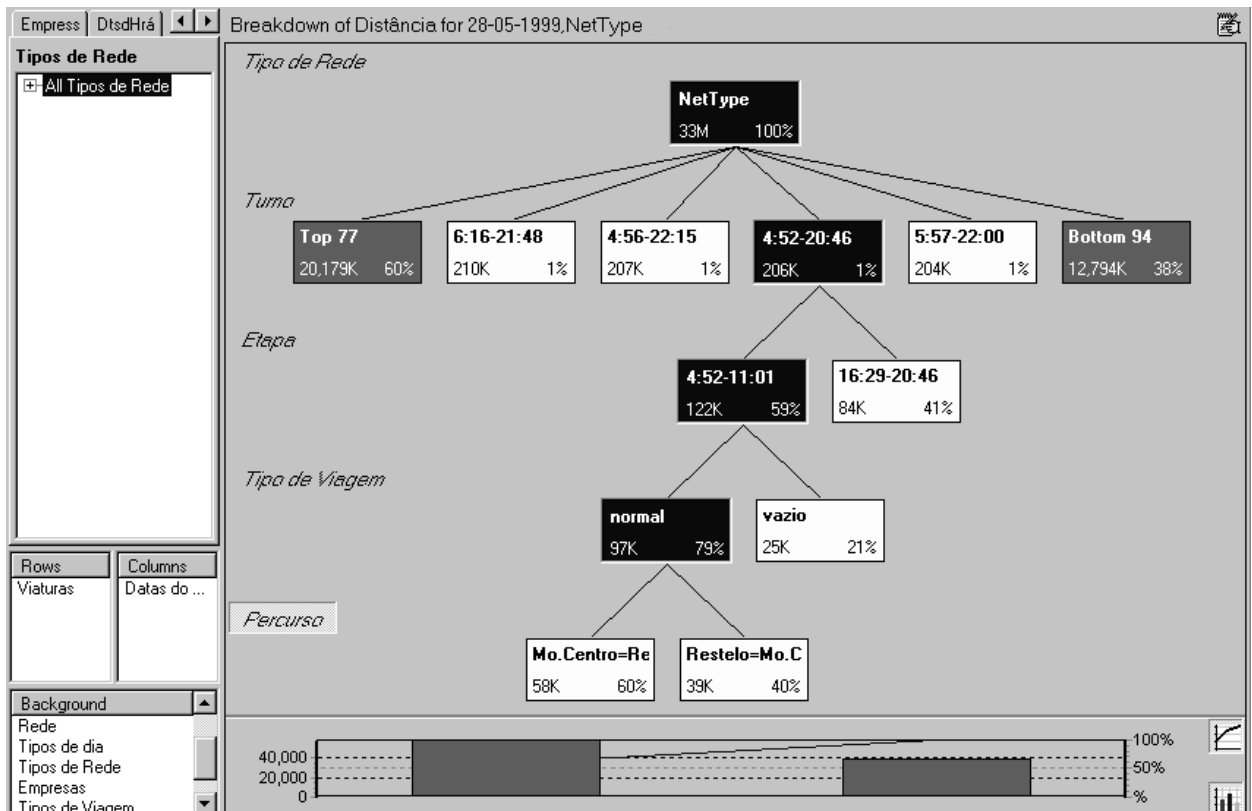 Empress DtsdHrá Breakdown of Distância for 28-05-1999,NetType
Tipos de Rede
All Tipos de Rede
Tipo de Rede
NetType
33M 100%
Turno
Top 77
20,179K 60%
6:16-21:48
210K 1%
4:56-22:15
207K 1%
4:52-20:46
206K 1%
5:57-22:00
204K 1%
Bottom 94
12,794K 38%
Etapa
4:52-11:01
122K 59%
16:29-20:46
84K 41%
Tipo de Viagem
normal
97K 79%
vazio
25K 21%
Percurso
Mo.Centro=Re
58K 60%
Restelo=Mo.C
39K 40%
Rows
Viaturas
Columns
Datas do ...
Background
Rede
Tipos de dia
Tipos de Rede
Empresas
Tipos de Viagem
40,000
20,000
0
100%
50%
%